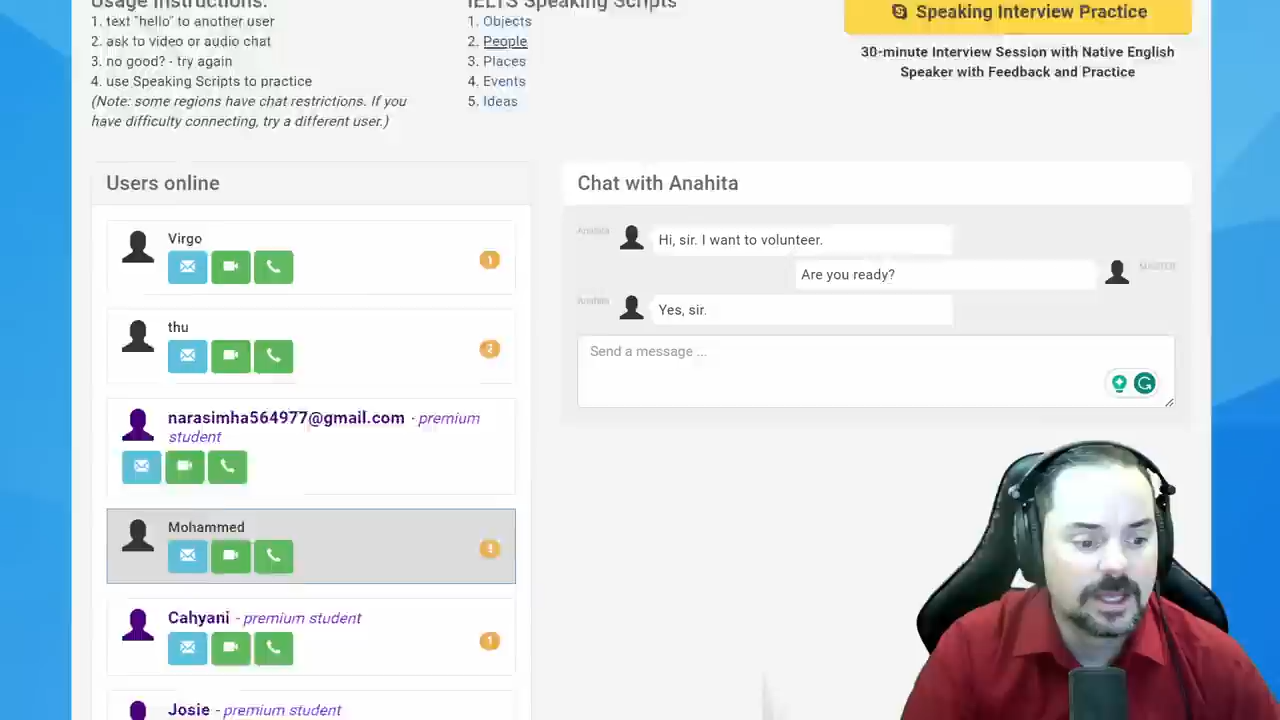 Usage Instructions:
1. text "hello" to another user
2. ask to video or audio chat
3. no good? - try again
4. use Speaking Scripts to practice
(Note: some regions have chat restrictions. If you
have difficulty connecting, try a different user.)
IELTS Speaking Scripts
1. Objects
2. People
3. Places
4. Events
5. Ideas
Speaking Interview Practice
30-minute Interview Session with Native English
Speaker with Feedback and Practice
Users online
Virgo
1
thu
2
narasimha564977@gmail.com - premium
student
Mohammed
Cahyani - premium student
1
Josie - premium student
Chat with Anahita
Anahita
Hi, sir. I want to volunteer.
Are you ready?
Anahita
Yes, sir.
Send a message ...